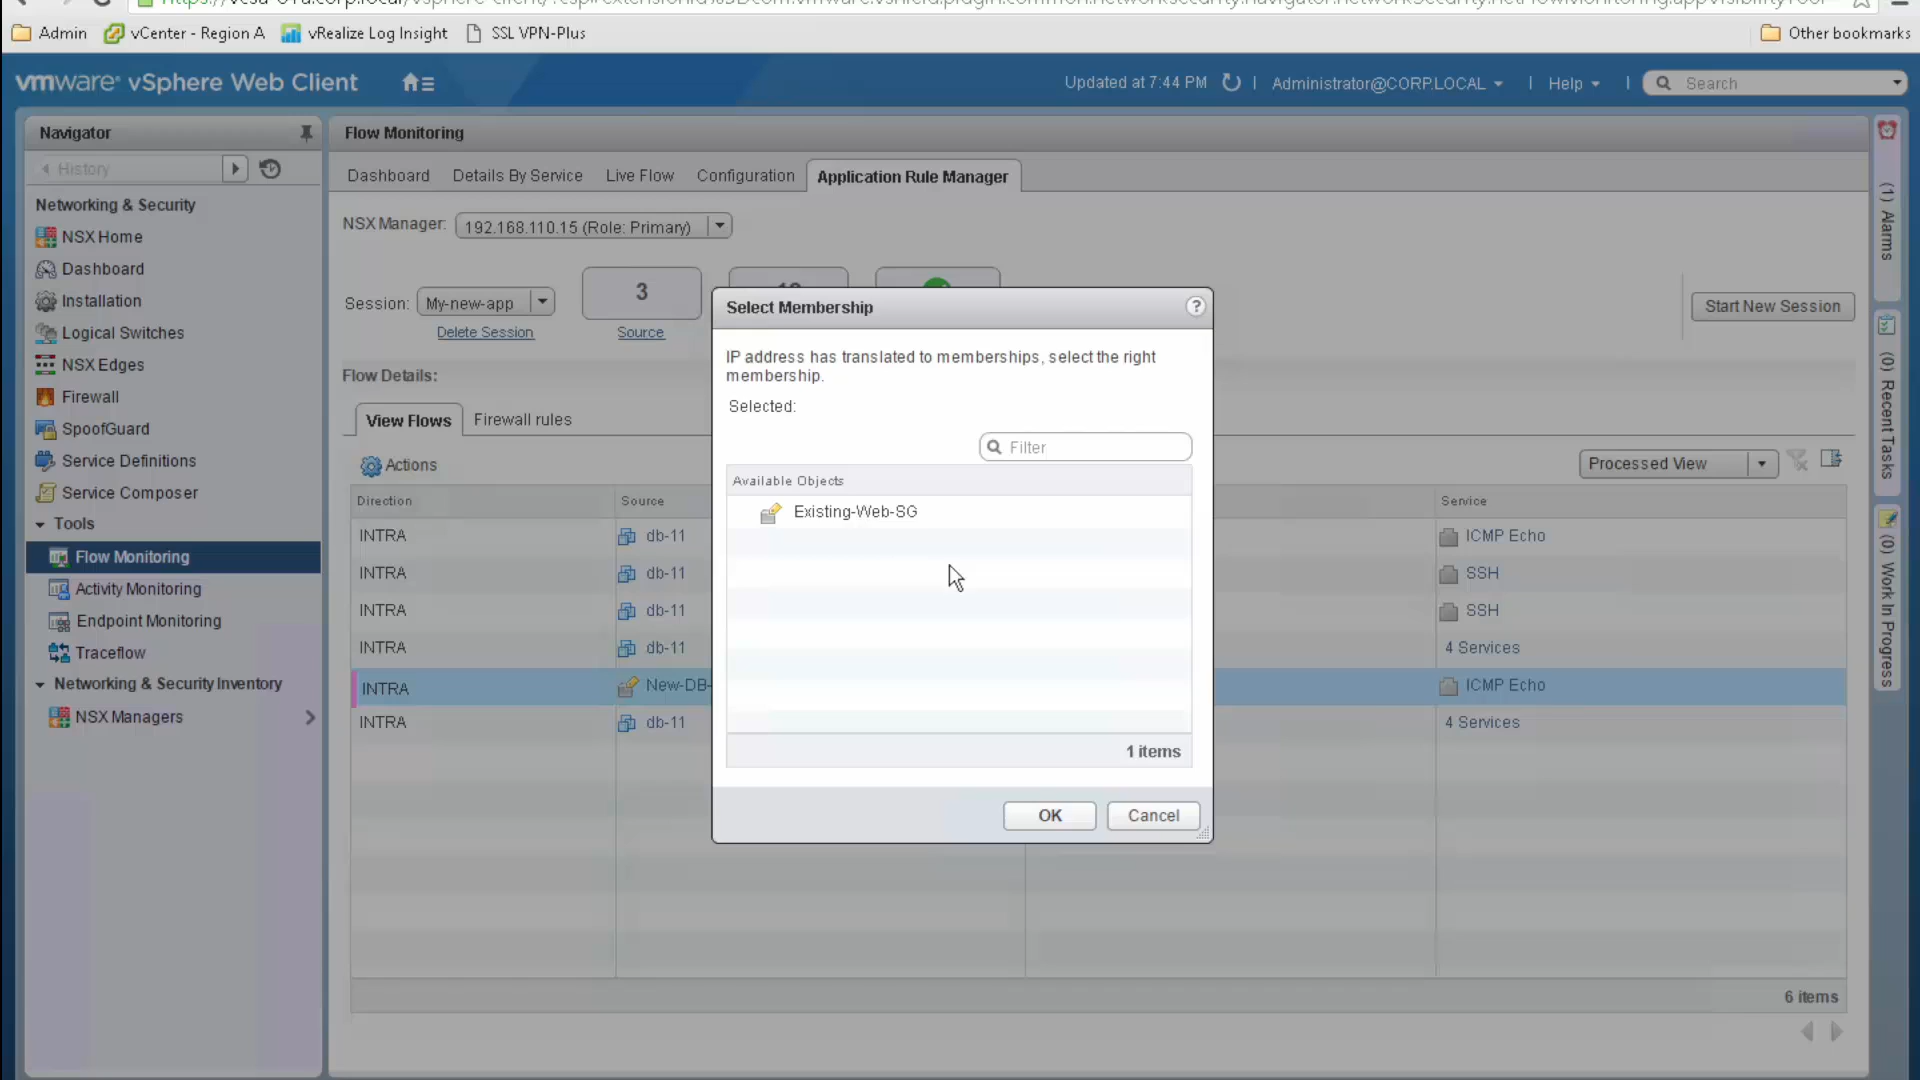 Admin vCenter - Region A vRealize Log Insight SSL VPN-Plus Other bookmarks
vmware® vSphere Web Client Updated at 7:44 PM | Administrator@CORP.LOCAL | Help | Search
Navigator
History
Networking & Security
NSX Home
Dashboard
Installation
Logical Switches
NSX Edges
Firewall
SpoofGuard
Service Definitions
Service Composer
Tools
Flow Monitoring
Activity Monitoring
Endpoint Monitoring
Traceflow
Networking & Security Inventory
NSX Managers
Flow Monitoring
Dashboard Details By Service Live Flow Configuration Application Rule Manager
NSX Manager: 192.168.110.15 (Role: Primary)
Session: My-new-app 3 Start New Session
Delete Session Source
Flow Details:
View Flows Firewall rules
Actions Processed View
Direction Source Service
INTRA db-11 ICMP Echo
INTRA db-11 SSH
INTRA db-11 SSH
INTRA db-11 4 Services
INTRA New-DB- ICMP Echo
INTRA db-11 4 Services
6 items
Select Membership ?
IP address has translated to memberships, select the right
membership.
Selected:
Filter
Available Objects
Existing-Web-SG
1 items
OK Cancel
(1) Alarms
(0) Recent Tasks
(0) Work In Progress